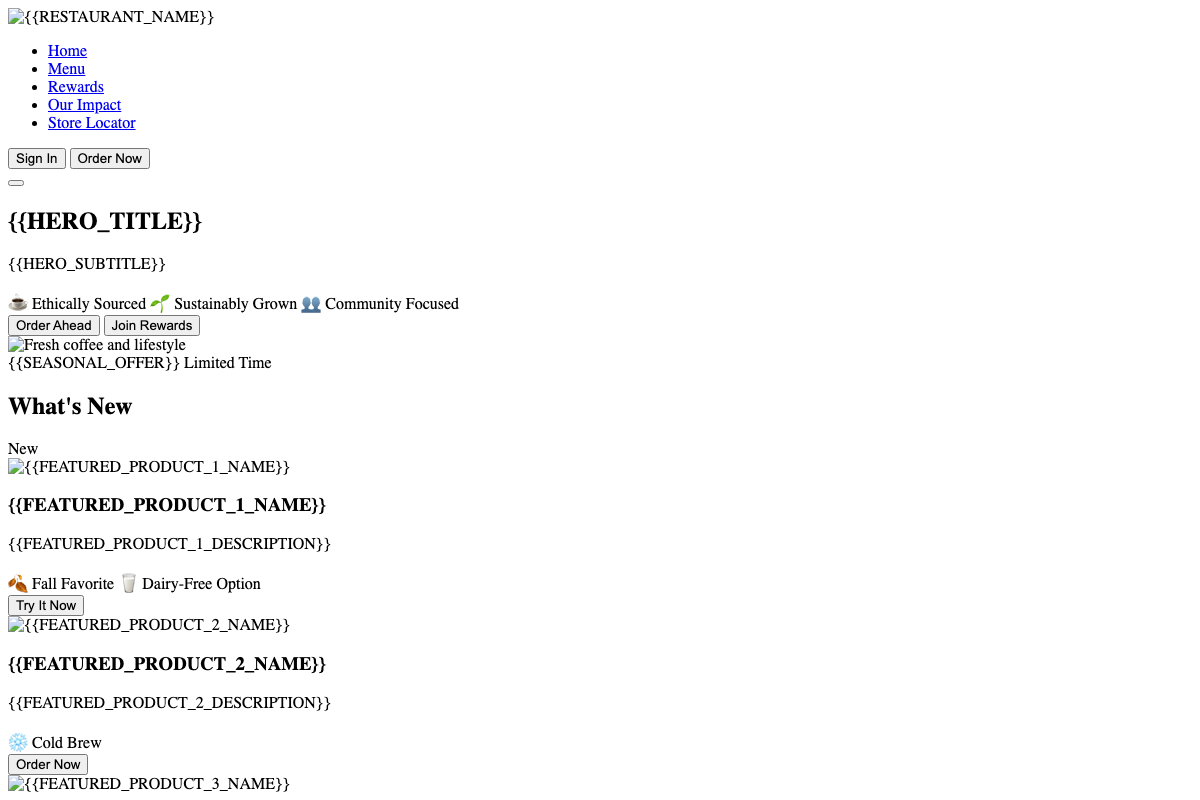 {{RESTAURANT_NAME}}
Home
Menu
Rewards
Our Impact
Store Locator
Sign In Order Now
{{HERO_TITLE}}
{{HERO_SUBTITLE}}
☕ Ethically Sourced 🌱 Sustainably Grown 👥 Community Focused
Order Ahead Join Rewards
Fresh coffee and lifestyle
{{SEASONAL_OFFER}} Limited Time
What's New
New
{{FEATURED_PRODUCT_1_NAME}}
{{FEATURED_PRODUCT_1_NAME}}
{{FEATURED_PRODUCT_1_DESCRIPTION}}
🍂 Fall Favorite 🥛 Dairy-Free Option
Try It Now
{{FEATURED_PRODUCT_2_NAME}}
{{FEATURED_PRODUCT_2_NAME}}
{{FEATURED_PRODUCT_2_DESCRIPTION}}
❄️ Cold Brew
Order Now
{{FEATURED_PRODUCT_3_NAME}}